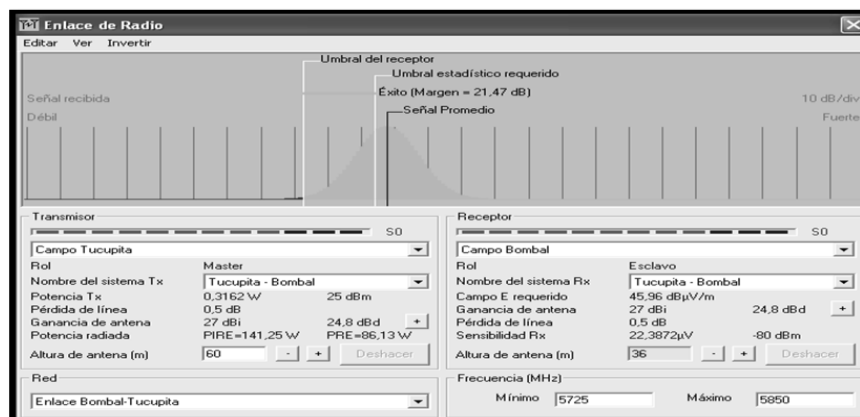 Enlace de Radio
Editar Ver Invertir
Umbral del receptor
Umbral estadístico requerido
Éxito (Margen = 21,47 dB)
Señal Promedio
Señal recibida
10 dB/div
Débil
Fuerte
Transmisor
S0
Campo Tucupita
Rol Master
Nombre del sistema Tx Tucupita - Bombal
Potencia Tx 0,3162 W 25 dBm
Pérdida de línea 0,5 dB
Ganancia de antena 27 dBi 24,8 dBd +
Potencia radiada PIRE=141,25 W PRE=86,13 W
Altura de antena (m) 60 - + Deshacer
Red
Enlace Bombal-Tucupita
Receptor
S0
Campo Bombal
Rol Esclavo
Nombre del sistema Rx Tucupita - Bombal
Campo E requerido 45,96 dBµV/m
Ganancia de antena 27 dBi 24,8 dBd +
Pérdida de línea 0,5 dB
Sensibilidad Rx 22,3872µV -80 dBm
Altura de antena (m) 36 - + Deshacer
Frecuencia (MHz)
Mínimo 5725 Máximo 5850